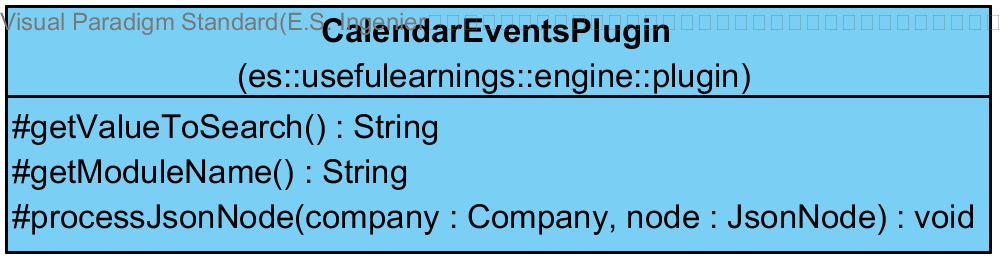 Visual Paradigm Standard(E.S. Ingenier
CalendarEventsPlugin
(es::usefulearnings::engine::plugin)
#getValueToSearch() : String
#getModuleName() : String
#processJsonNode(company : Company, node : JsonNode) : void